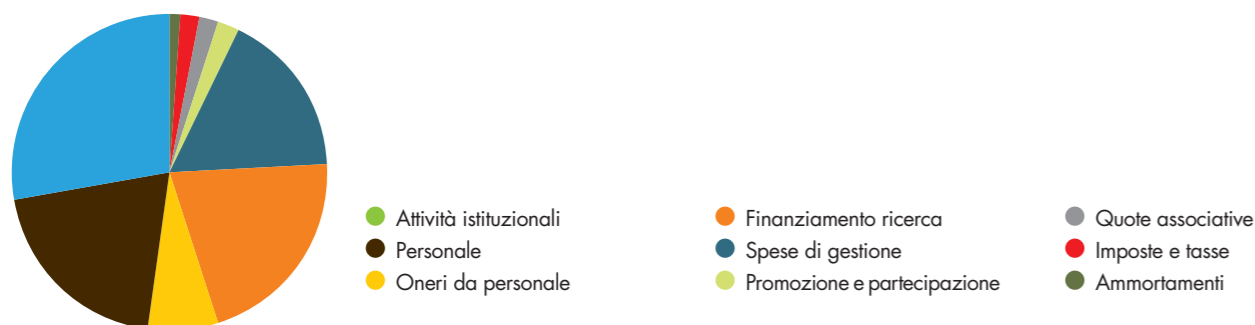 Attività istituzionali
Personale
Oneri da personale
Finanziamento ricerca
Spese di gestione
Promozione e partecipazione
Quote associative
Imposte e tasse
Ammortamenti